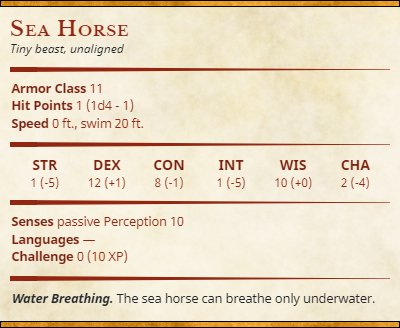 Sea Horse
Tiny beast, unaligned
Armor Class 11
Hit Points 1 (1d4 - 1)
Speed 0 ft., swim 20 ft.
STR DEX CON INT WIS CHA
1 (-5) 12 (+1) 8 (-1) 1 (-5) 10 (+0) 2 (-4)
Senses passive Perception 10
Languages —
Challenge 0 (10 XP)
Water Breathing. The sea horse can breathe only underwater.